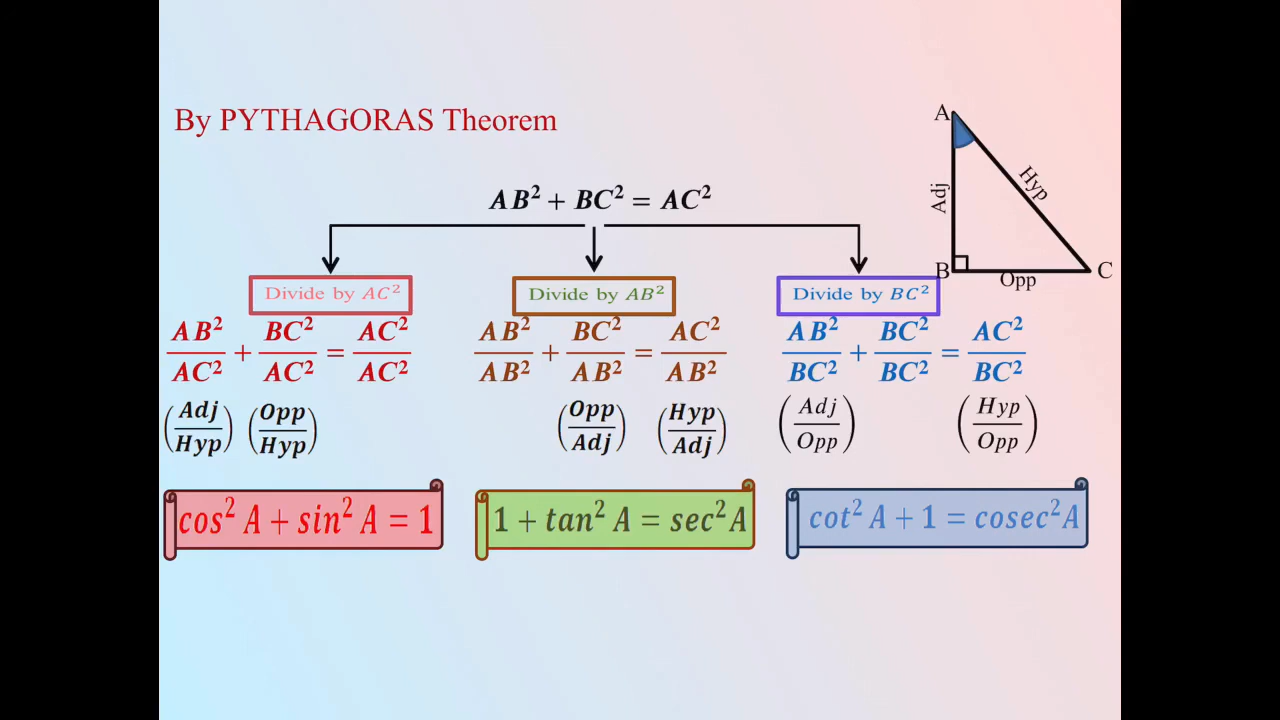 By PYTHAGORAS Theorem
A
Adj
Hyp
B
Opp
C
AB² + BC² = AC²
Divide by AC²
AB²/AC² + BC²/AC² = AC²/AC²
(Adj/Hyp) (Opp/Hyp)
cos² A + sin² A = 1
Divide by AB²
AB²/AB² + BC²/AB² = AC²/AB²
(Opp/Adj) (Hyp/Adj)
1 + tan² A = sec² A
Divide by BC²
AB²/BC² + BC²/BC² = AC²/BC²
(Adj/Opp) (Hyp/Opp)
cot² A + 1 = cosec² A